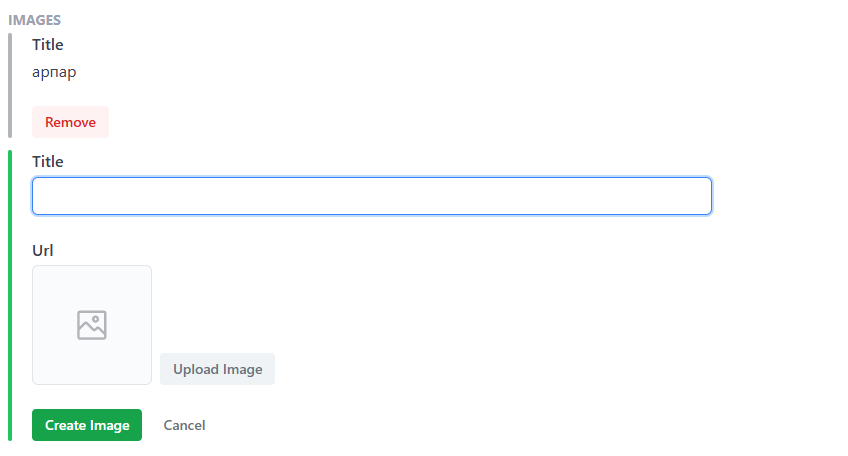 IMAGES
Title
арпар
Remove
Title
Url
Upload Image
Create Image Cancel